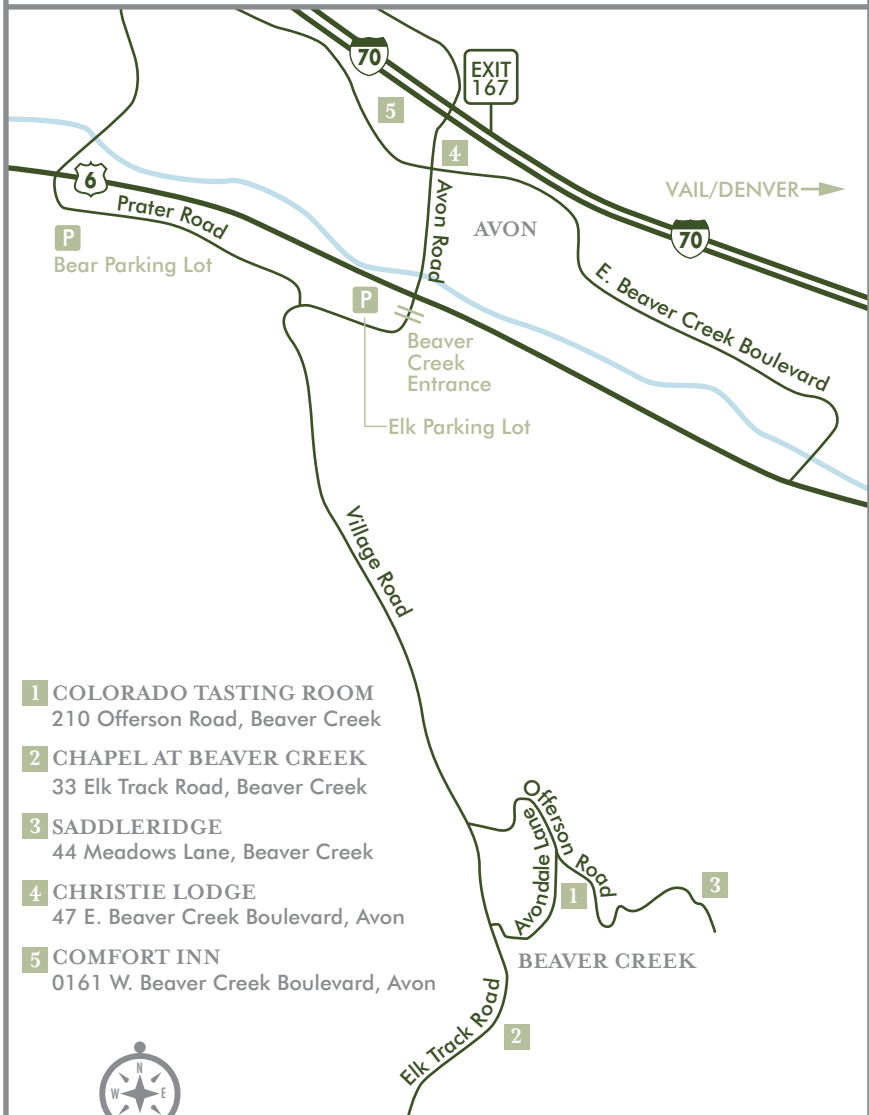 70
EXIT
167
5
4
6
Prater Road
Avon Road
AVON
VAIL/DENVER
70
P
Bear Parking Lot
E. Beaver Creek Boulevard
P
Beaver
Creek
Entrance
Elk Parking Lot
Village Road
1 COLORADO TASTING ROOM
210 Offerson Road, Beaver Creek
2 CHAPEL AT BEAVER CREEK
33 Elk Track Road, Beaver Creek
3 SADDLERIDGE
44 Meadows Lane, Beaver Creek
4 CHRISTIE LODGE
47 E. Beaver Creek Boulevard, Avon
5 COMFORT INN
0161 W. Beaver Creek Boulevard, Avon
Offerson Road
Avondale Lane
1
3
BEAVER CREEK
Elk Track Road
2
N
W E